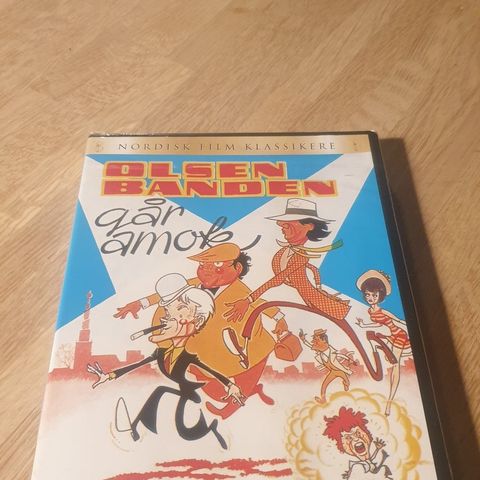 NORDISK FILM KLASSIKERE
OLSEN
BANDEN
går
amok